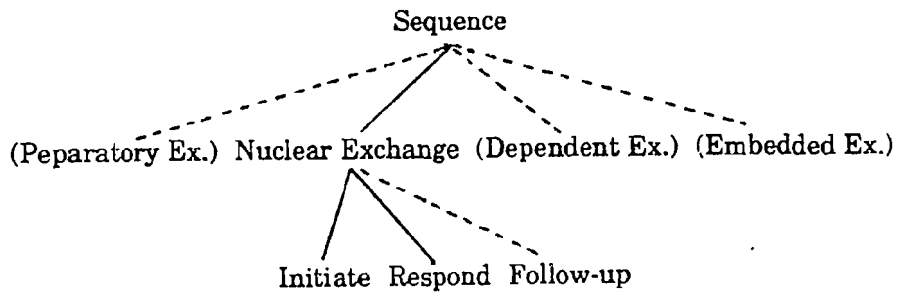 Sequence
(Peparatory Ex.) Nuclear Exchange (Dependent Ex.) (Embedded Ex.)
Initiate Respond Follow-up